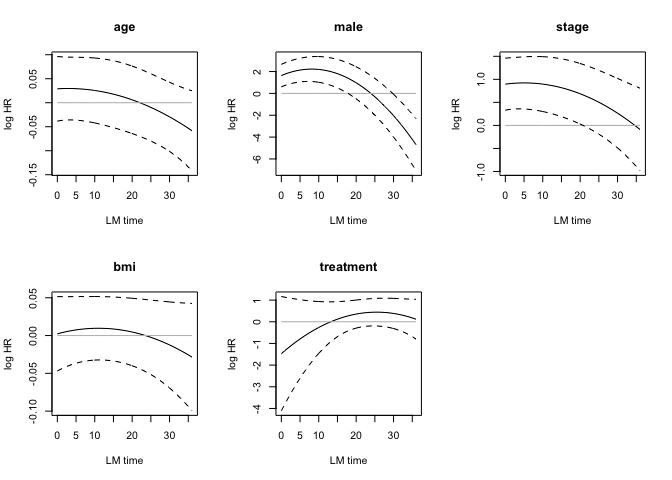 age
log HR
0.05
-0.05
-0.15
0 5 10 20 30
LM time
male
log HR
2
0
-2
-4
-6
0 5 10 20 30
LM time
stage
log HR
1.0
0.0
-1.0
0 5 10 20 30
LM time
bmi
log HR
0.05
0.00
-0.05
-0.10
0 5 10 20 30
LM time
treatment
log HR
1
0
-1
-2
-3
-4
0 5 10 20 30
LM time